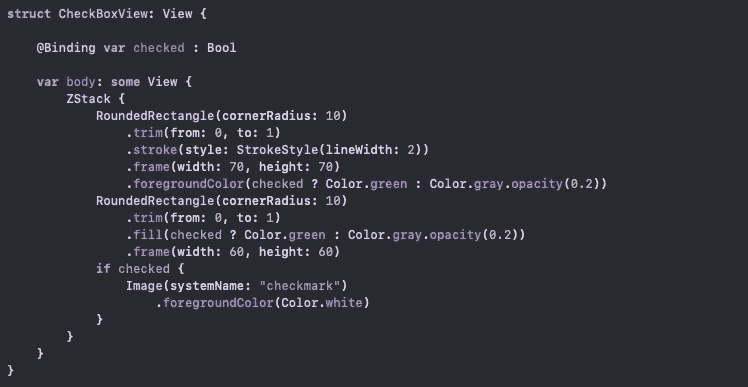 struct CheckBoxView: View {
@Binding var checked : Bool
var body: some View {
ZStack {
RoundedRectangle(cornerRadius: 10)
.trim(from: 0, to: 1)
.stroke(style: StrokeStyle(lineWidth: 2))
.frame(width: 70, height: 70)
.foregroundColor(checked ? Color.green : Color.gray.opacity(0.2))
RoundedRectangle(cornerRadius: 10)
.trim(from: 0, to: 1)
.fill(checked ? Color.green : Color.gray.opacity(0.2))
.frame(width: 60, height: 60)
if checked {
Image(systemName: "checkmark")
.foregroundColor(Color.white)
}
}
}
}